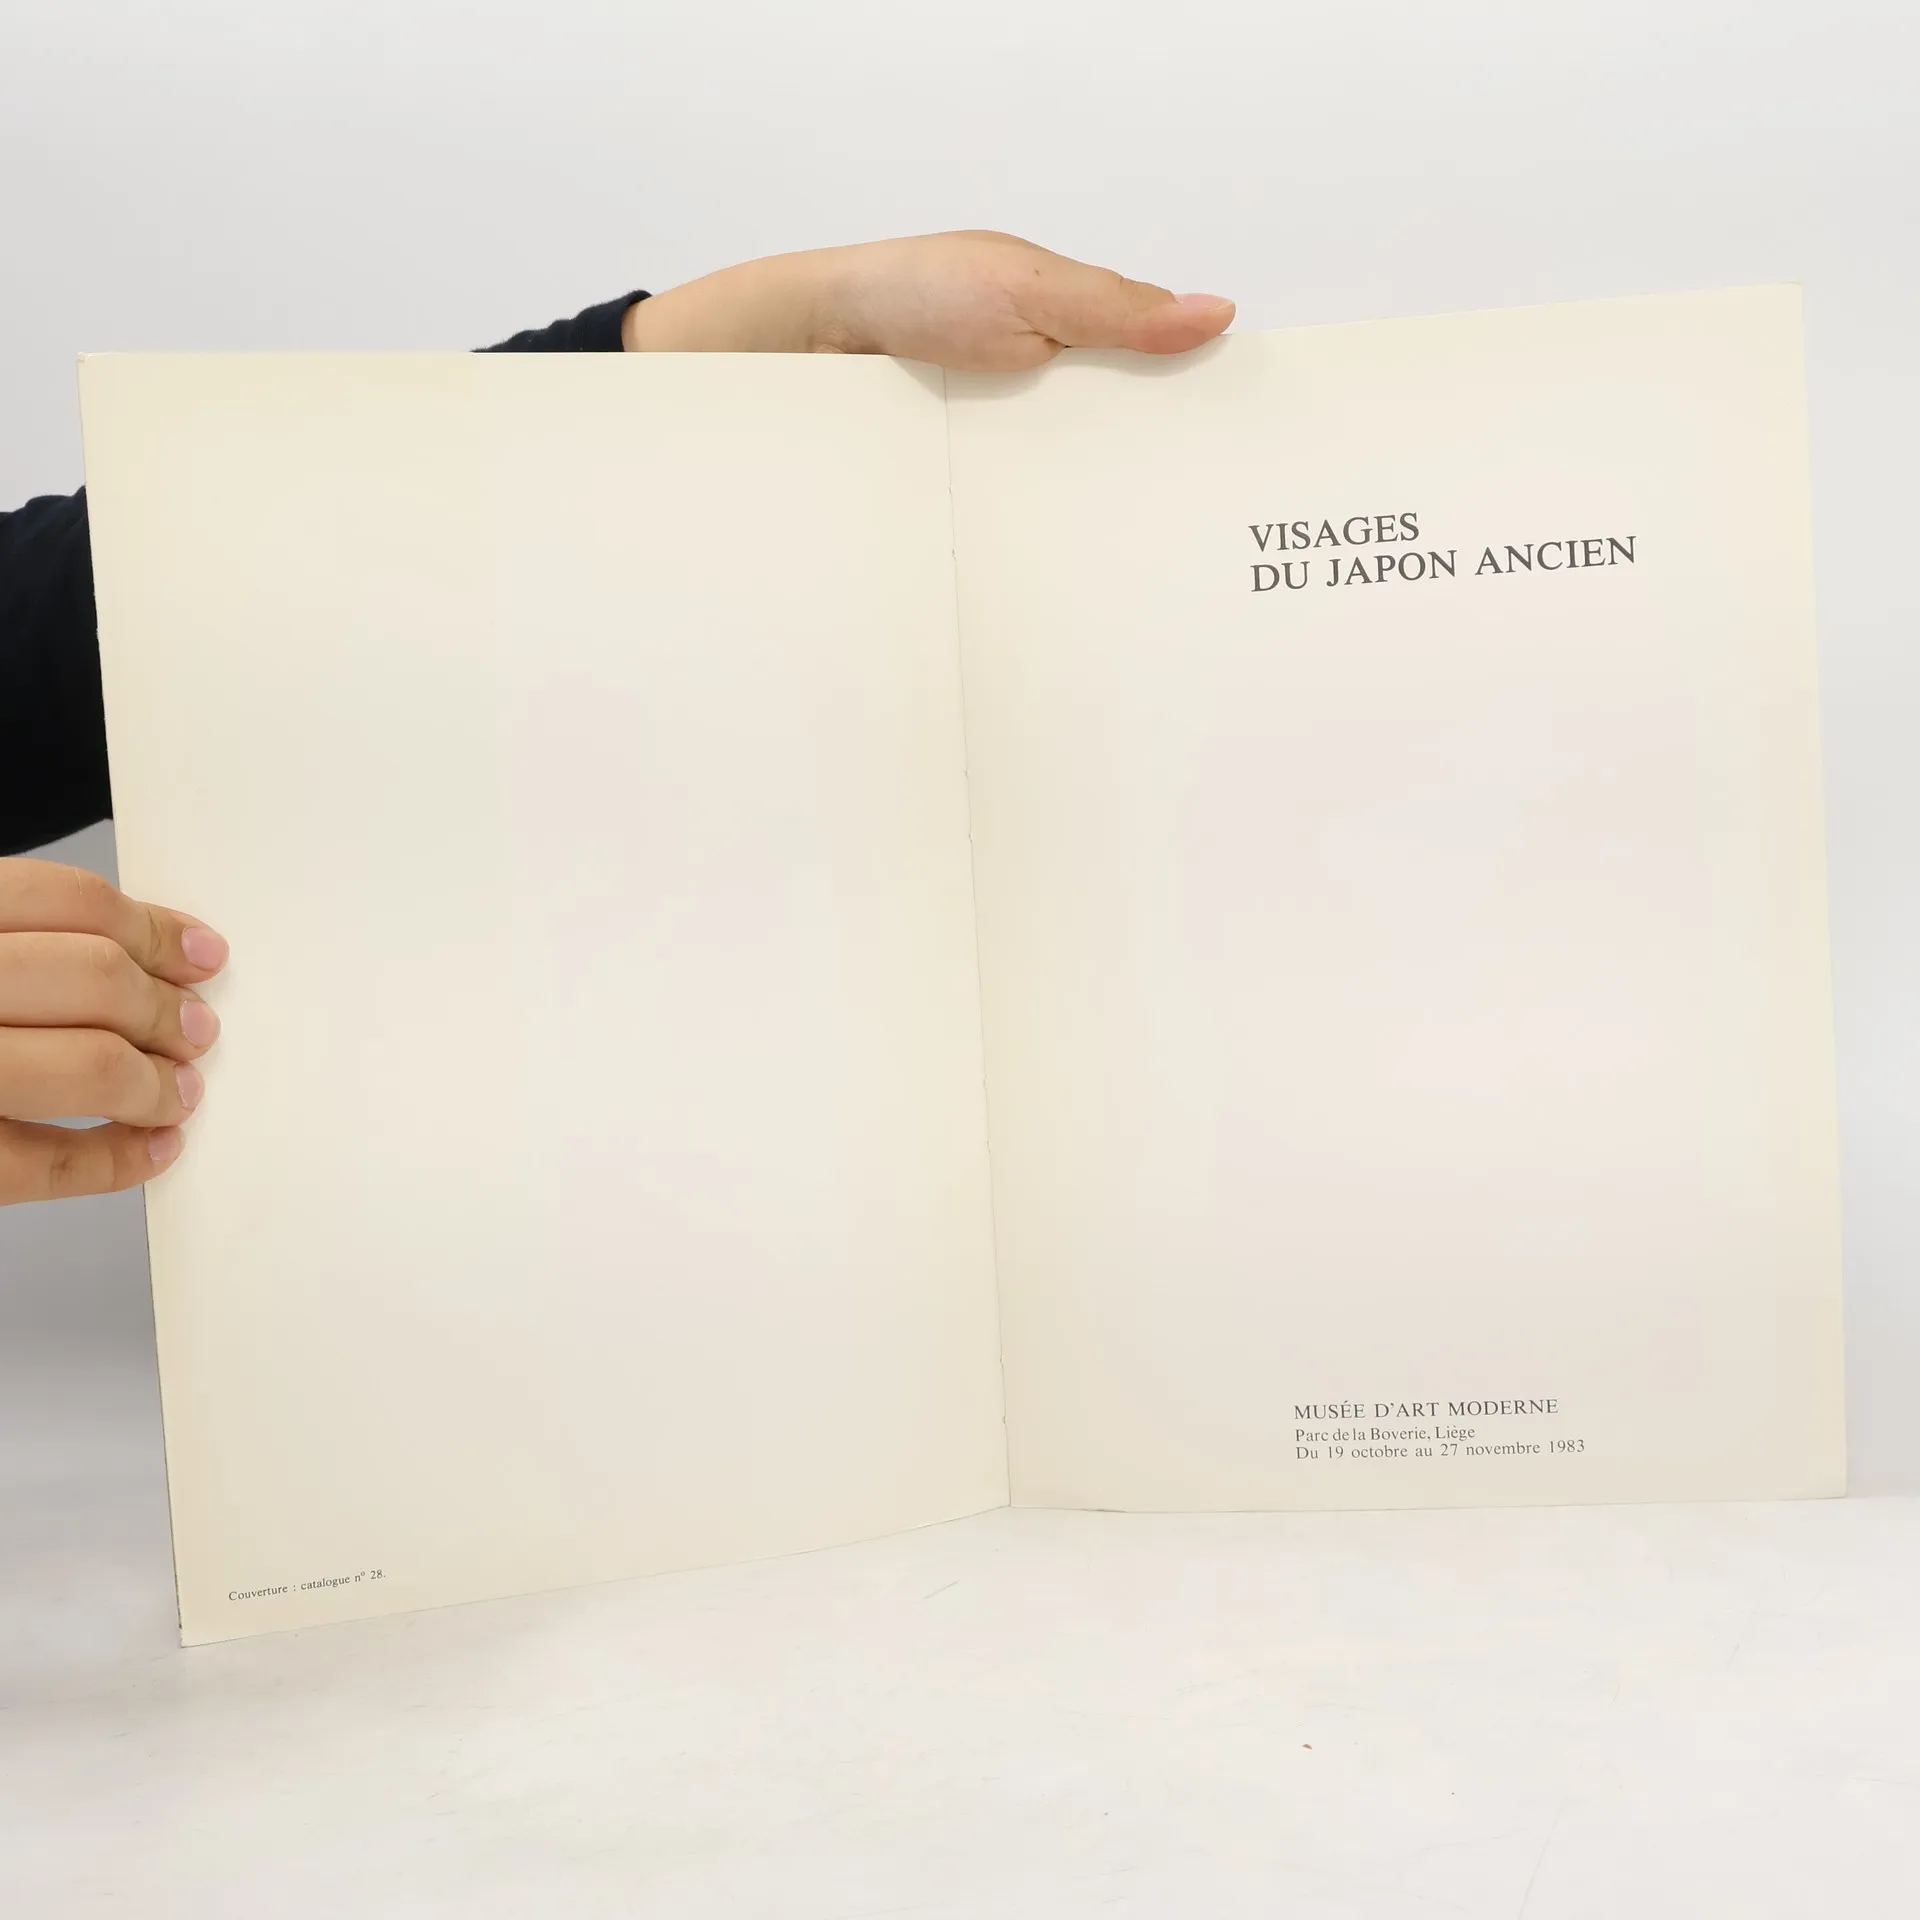 Couverture : catalogue nº 28.
VISAGES
DU JAPON ANCIEN
MUSÉE D'ART MODERNE
Parc de la Boverie, Liège
Du 19 octobre au 27 novembre 1983